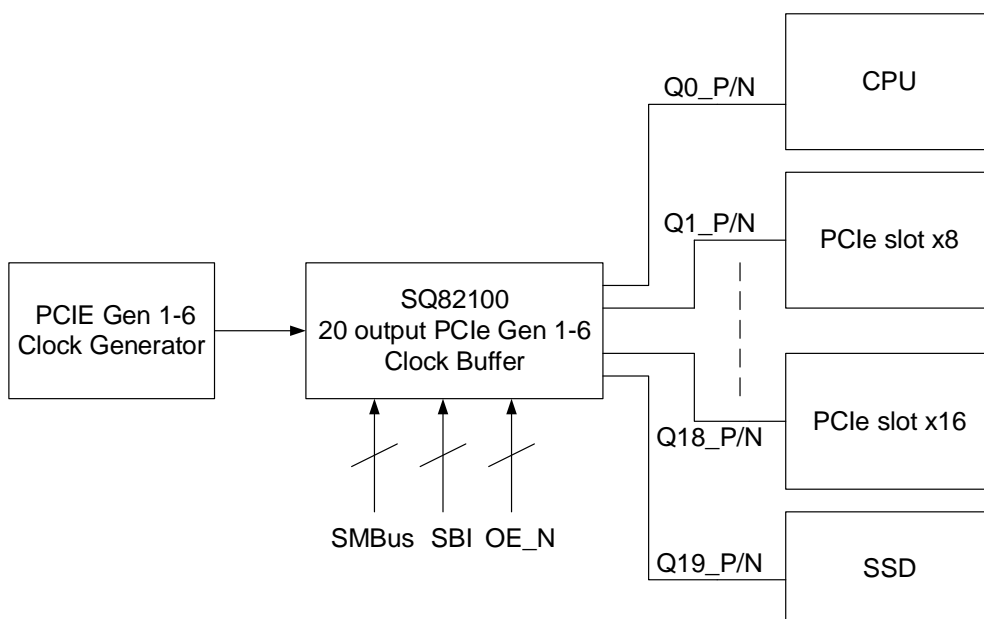 CPU
Q0_P/N
Q1_P/N
PCIe slot x8
PCIE Gen 1-6
Clock Generator
SQ82100
20 output PCIe Gen 1-6
Clock Buffer
PCIe slot x16
Q18_P/N
SMBus SBI OE_N
Q19_P/N
SSD